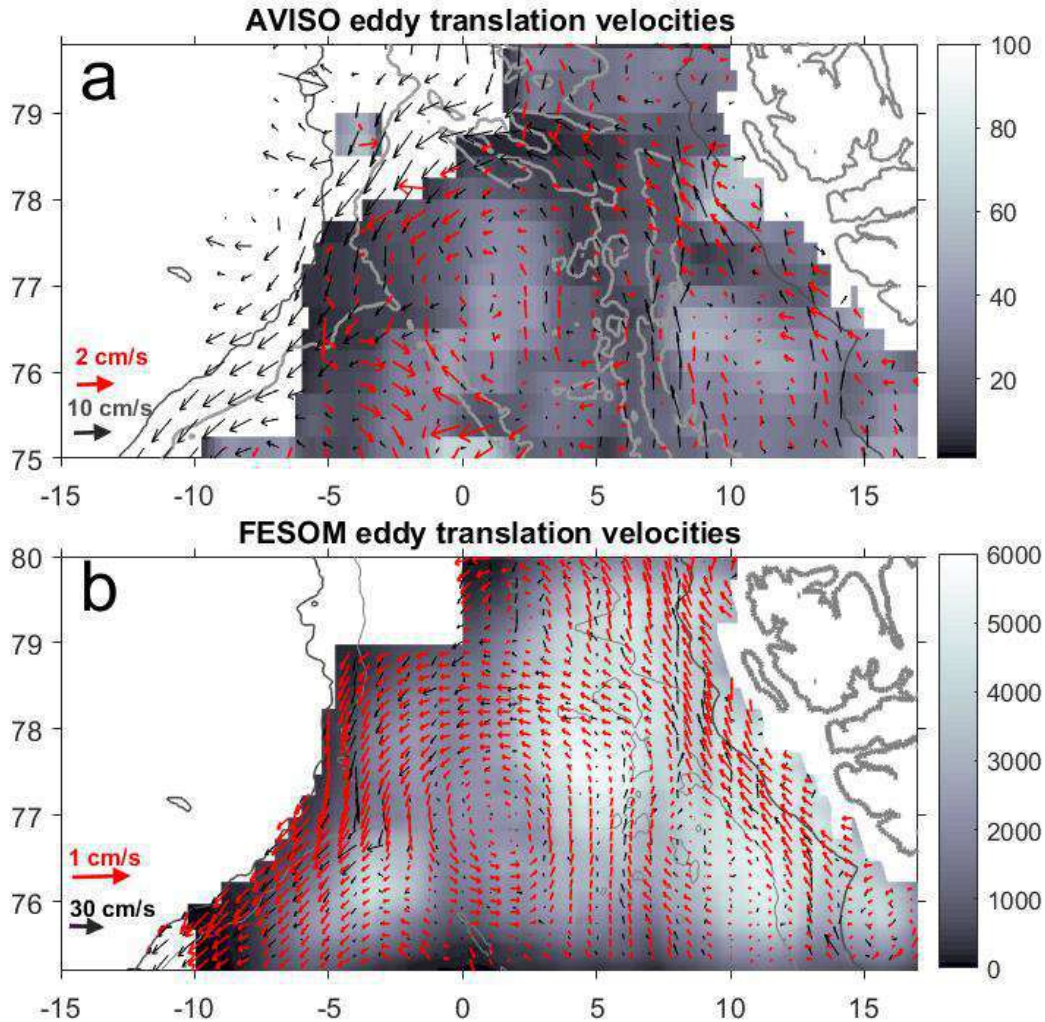 AVISO eddy translation velocities
a
100
80
60
40
20
79
78
77
76
75
2 cm/s
10 cm/s
-15 -10 -5 0 5 10 15
FESOM eddy translation velocities
b
6000
5000
4000
3000
2000
1000
0
80
79
78
77
76
1 cm/s
30 cm/s
-15 -10 -5 0 5 10 15